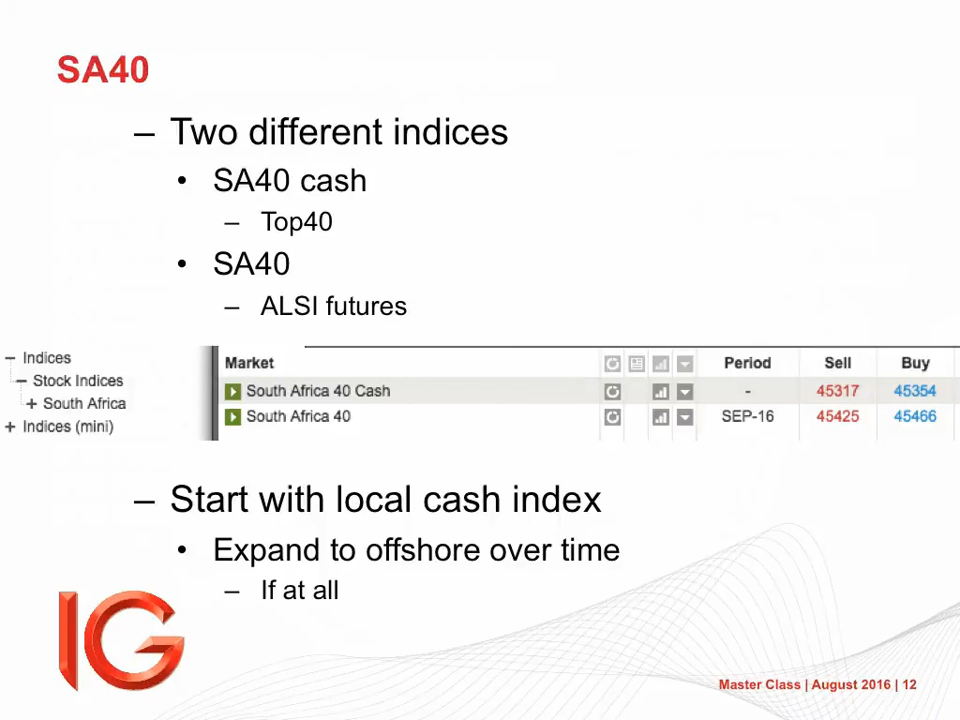 SA40
– Two different indices
• SA40 cash
– Top40
• SA40
– ALSI futures
Indices
Stock Indices
South Africa
Indices (mini)
Market Period Sell Buy
South Africa 40 Cash - 45317 45354
South Africa 40 SEP-16 45425 45466
– Start with local cash index
• Expand to offshore over time
– If at all
IG
Master Class | August 2016 | 12